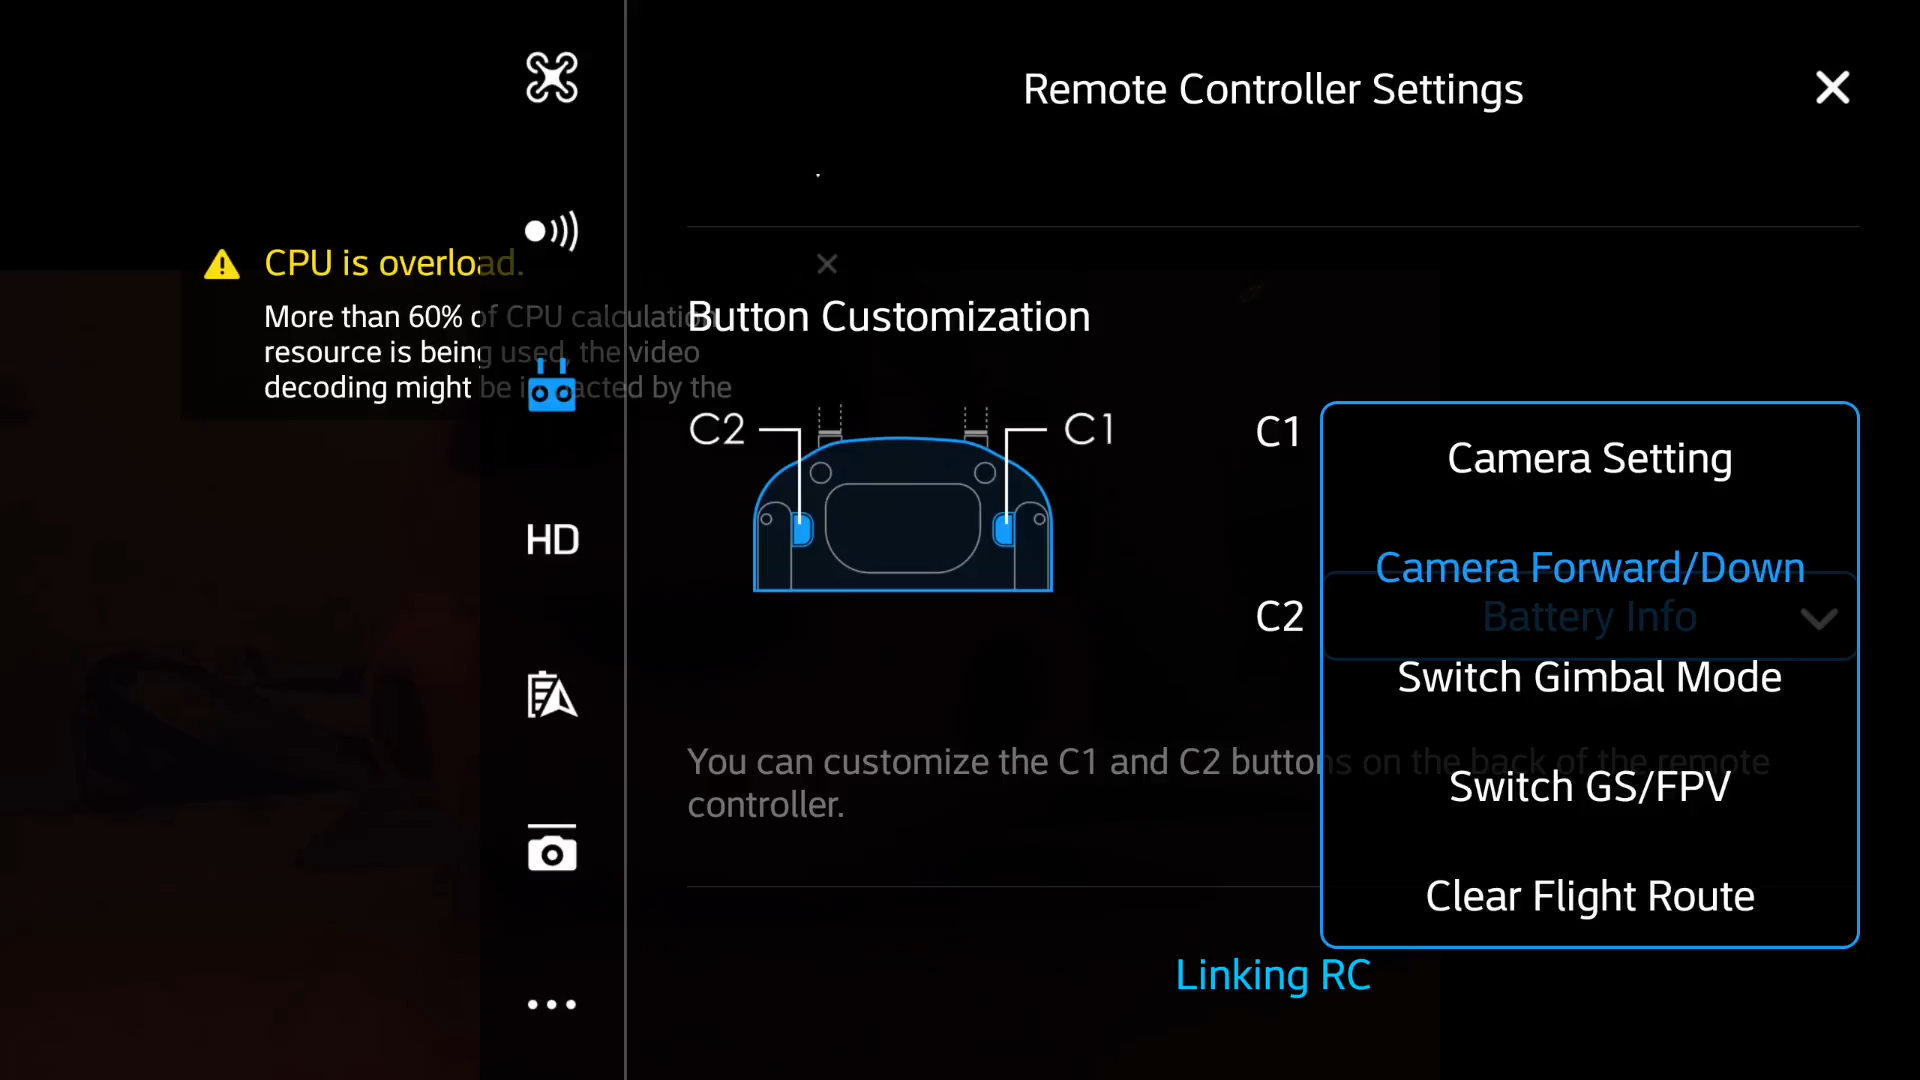 Remote Controller Settings
CPU is overload.
More than 60% of CPU calculation
resource is being used, the video
decoding might be impacted by the
Button Customization
C2
C1
C1
Camera Setting
Camera Forward/Down
C2
Battery Info
Switch Gimbal Mode
HD
You can customize the C1 and C2 buttons on the back of the remote
controller.
Switch GS/FPV
Clear Flight Route
Linking RC